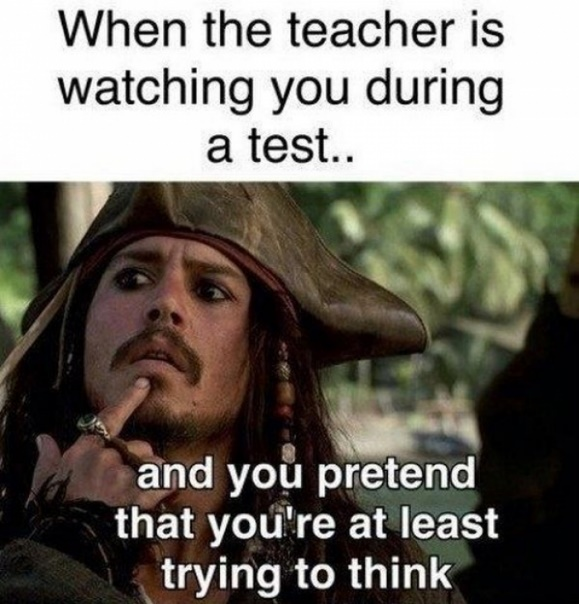 When the teacher is
watching you during
a test..
and you pretend
that you're at least
trying to think